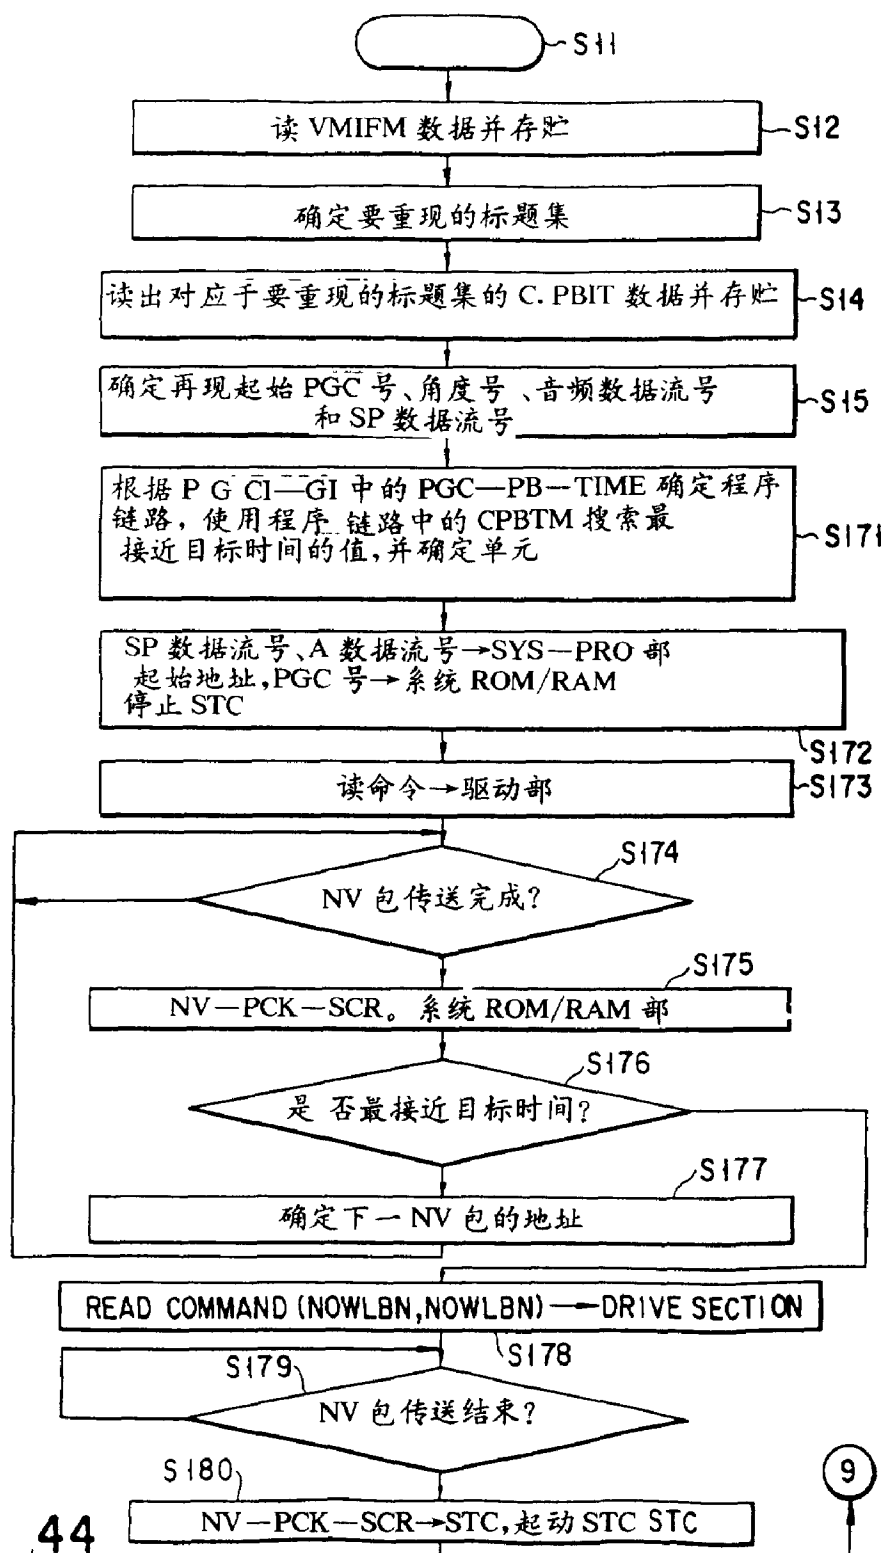 S11
读 VMIFM 数据并存贮
S12
确定要重现的标题集
S13
读出对应于要重现的标题集的 C. PBIT 数据并存贮
S14
确定再现起始 PGC 号、角度号、音频数据流号
和 SP 数据流号
S15
根据 P G CI—GI 中的 PGC—PB—TIME 确定程序
链路，使用程序 链路中的 CPBTM 搜索最
接近目标时间的值，并确定单元
S171
SP 数据流号、A 数据流号→SYS—PRO 部
起始地址，PGC 号→系统 ROM/RAM
停止 STC
S172
读命令→驱动部
S173
S174
NV 包传送完成？
S175
NV—PCK—SCR。系统 ROM/RAM 部
S176
是 否最接近目标时间？
S177
确定下一 NV 包的地址
READ COMMAND (NOWLBN,NOWLBN)→DRIVE SECTION
S178
S179
NV 包传送结束？
S180
9
NV—PCK—SCR→STC，起动 STC STC
44